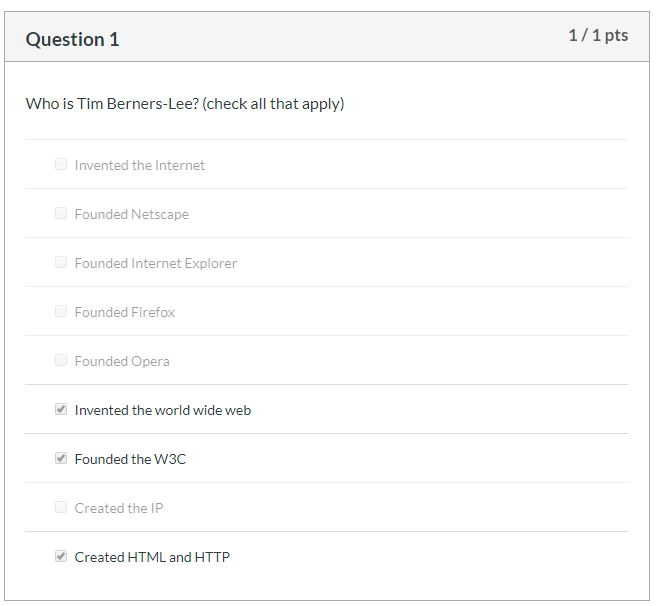 Question 1
1 / 1 pts
Who is Tim Berners-Lee? (check all that apply)
Invented the Internet
Founded Netscape
Founded Internet Explorer
Founded Firefox
Founded Opera
Invented the world wide web
Founded the W3C
Created the IP
Created HTML and HTTP